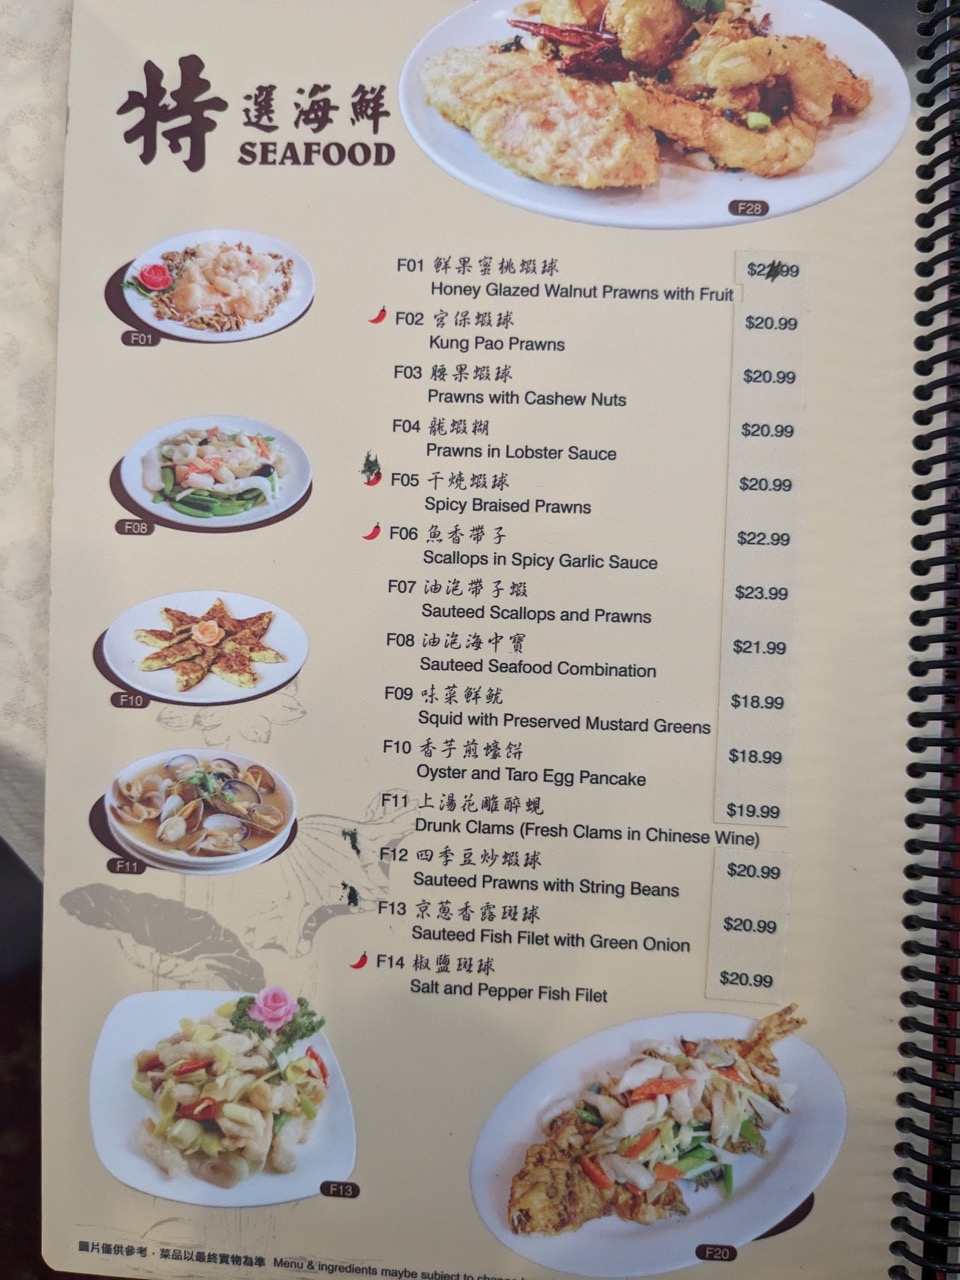 特 選海鮮
SEAFOOD
F28
F01 鮮果蜜桃蝦球
Honey Glazed Walnut Prawns with Fruit
F01
F02 宮保蝦球 $20.99
Kung Pao Prawns
F03 腰果蝦球 $20.99
Prawns with Cashew Nuts
F04 龍蝦糊 $20.99
Prawns in Lobster Sauce
F05 干燒蝦球 $20.99
Spicy Braised Prawns
F08
F06 魚香帶子 $22.99
Scallops in Spicy Garlic Sauce
F07 油泡帶子蝦 $23.99
Sauteed Scallops and Prawns
F08 油泡海中寶 $21.99
Sauteed Seafood Combination
F09 味菜鮮魷 $18.99
Squid with Preserved Mustard Greens
F10
F10 香芋煎蠔餅 $18.99
Oyster and Taro Egg Pancake
F11 上湯花雕醉蜆 $19.99
Drunk Clams (Fresh Clams in Chinese Wine)
F11
F12 四季豆炒蝦球 $20.99
Sauteed Prawns with String Beans
F13 京蔥香露斑球 $20.99
Sauteed Fish Filet with Green Onion
F14 椒鹽斑球 $20.99
Salt and Pepper Fish Filet
F13
F20
圖片僅供參考，菜品以最終實物為準 Menu & ingredients maybe subject to change